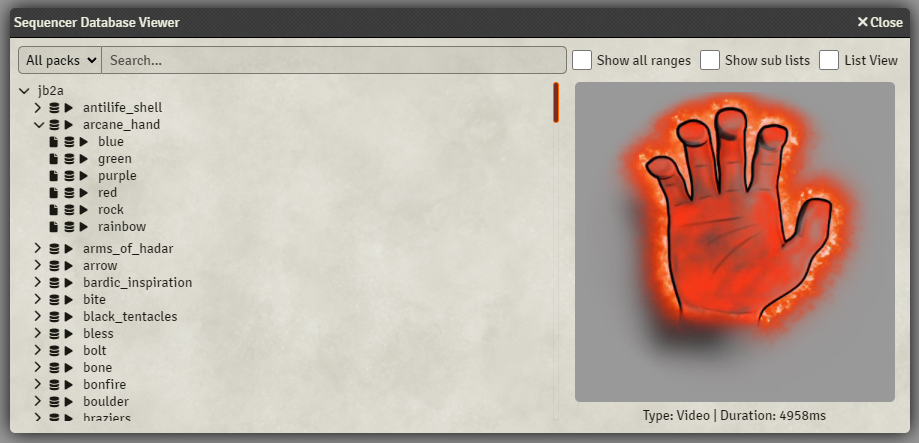 Sequencer Database Viewer
Close
All packs
Search...
Show all ranges
Show sub lists
List View
jb2a
antilife_shell
arcane_hand
blue
green
purple
red
rock
rainbow
arms_of_hadar
arrow
bardic_inspiration
bite
black_tentacles
bless
bolt
bone
bonfire
boulder
braziers
Type: Video | Duration: 4958ms